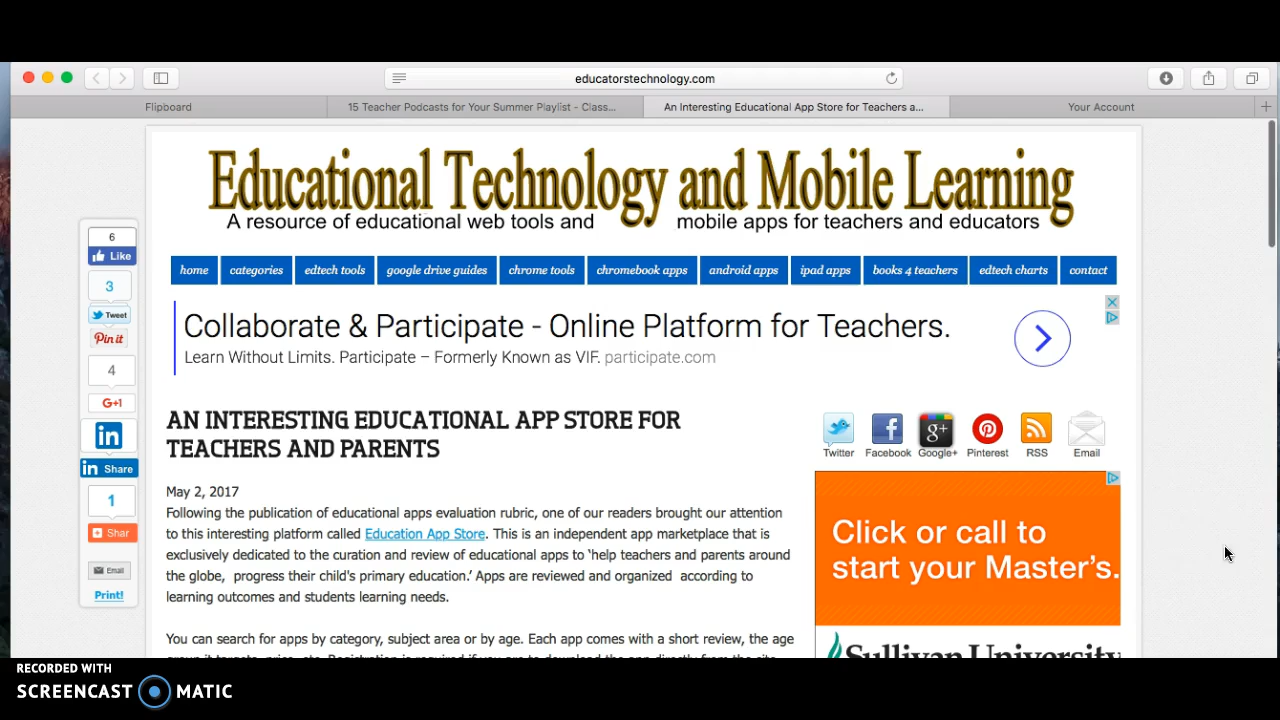 educatorstechnology.com
Flipboard
15 Teacher Podcasts for Your Summer Playlist - Class...
An Interesting Educational App Store for Teachers a...
Your Account
Educational Technology and Mobile Learning
A resource of educational web tools and mobile apps for teachers and educators
home categories edtech tools google drive guides chrome tools chromebook apps android apps ipad apps books 4 teachers edtech charts contact
6
Like
3
Tweet
Pin it
4
G+1
in
in Share
1
Shar
Email
Print!
Collaborate & Participate - Online Platform for Teachers.
Learn Without Limits. Participate – Formerly Known as VIF. participate.com
AN INTERESTING EDUCATIONAL APP STORE FOR
TEACHERS AND PARENTS
May 2, 2017
Following the publication of educational apps evaluation rubric, one of our readers brought our attention
to this interesting platform called Education App Store. This is an independent app marketplace that is
exclusively dedicated to the curation and review of educational apps to ‘help teachers and parents around
the globe,  progress their child's primary education.’ Apps are reviewed and organized  according to
learning outcomes and students learning needs.
You can search for apps by category, subject area or by age. Each app comes with a short review, the age
g+
Twitter Facebook Google+ Pinterest RSS Email
Click or call to
start your Master's.
Sullivan University
RECORDED WITH
SCREENCAST MATIC